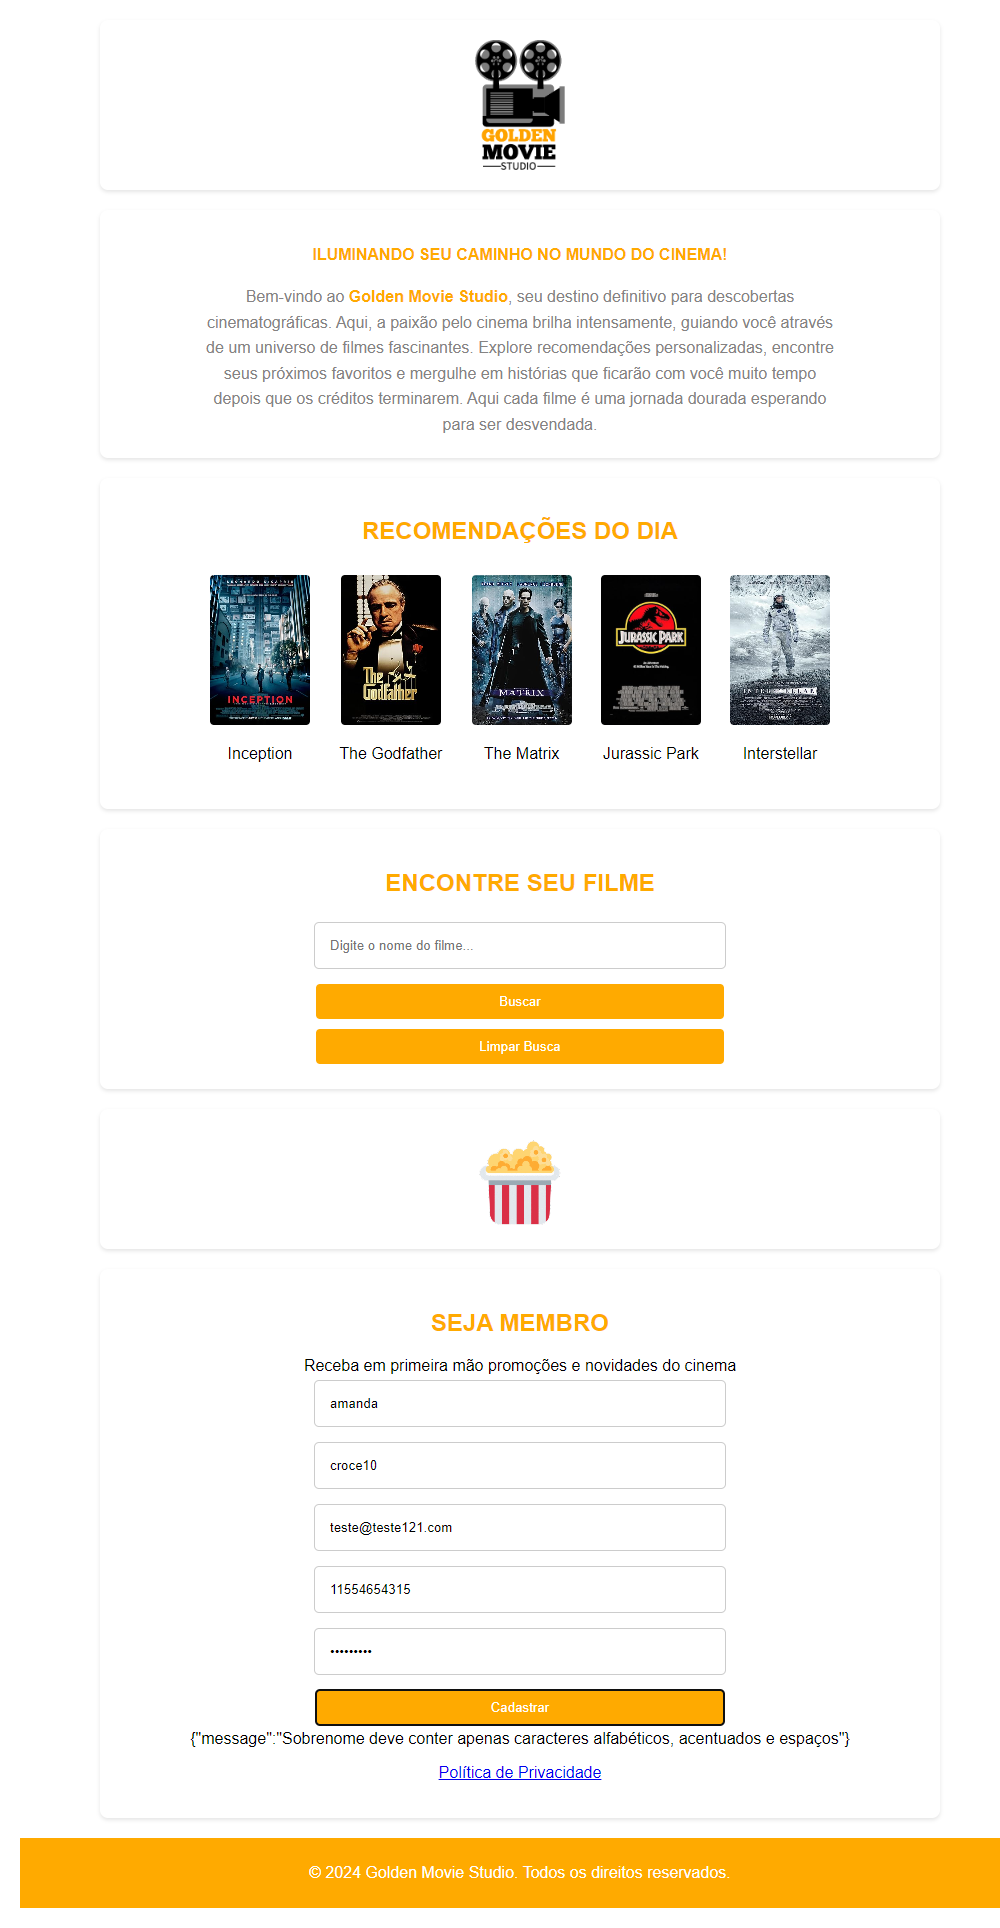 GOLDEN
MOVIE
STUDIO
ILUMINANDO SEU CAMINHO NO MUNDO DO CINEMA!
Bem-vindo ao Golden Movie Studio, seu destino definitivo para descobertas
cinematográficas. Aqui, a paixão pelo cinema brilha intensamente, guiando você através
de um universo de filmes fascinantes. Explore recomendações personalizadas, encontre
seus próximos favoritos e mergulhe em histórias que ficarão com você muito tempo
depois que os créditos terminarem. Aqui cada filme é uma jornada dourada esperando
para ser desvendada.
RECOMENDAÇÕES DO DIA
INCEPTION
The
Godfather
MATRIX
JURASSIC PARK
INTERSTELLAR
Inception
The Godfather
The Matrix
Jurassic Park
Interstellar
ENCONTRE SEU FILME
Digite o nome do filme...
Buscar
Limpar Busca
SEJA MEMBRO
Receba em primeira mão promoções e novidades do cinema
amanda
croce10
teste@teste121.com
11554654315
•••••••••
Cadastrar
{"message":"Sobrenome deve conter apenas caracteres alfabéticos, acentuados e espaços"}
Política de Privacidade
© 2024 Golden Movie Studio. Todos os direitos reservados.